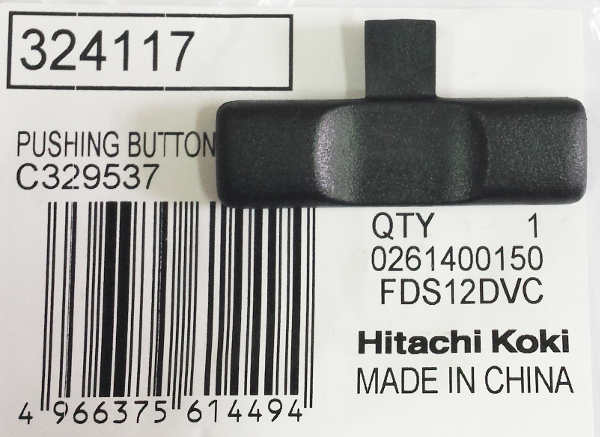 324117
PUSHING BUTTON
C329537
QTY 1
0261400150
FDS12DVC
Hitachi Koki
MADE IN CHINA
4 966375 614494